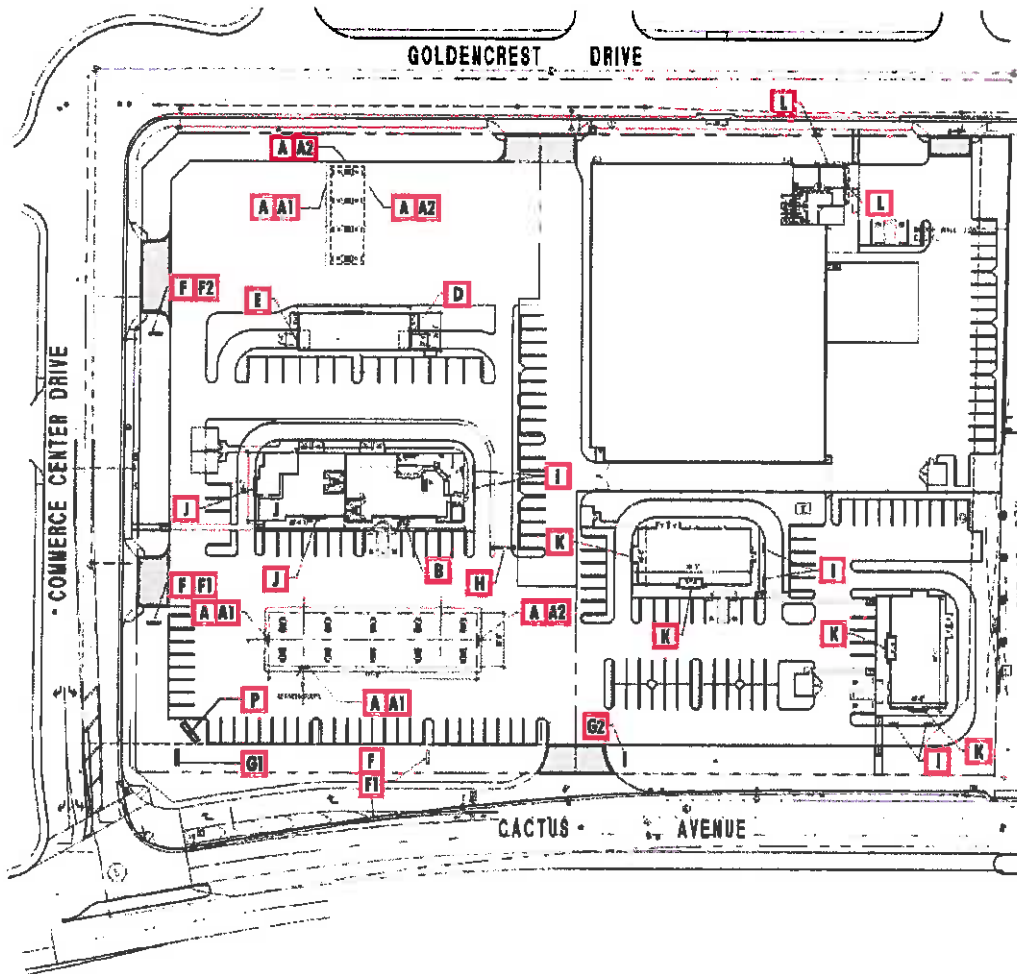 GOLDENCREST DRIVE
L
A A2
A A1
A A2
L
F F2
E
D
COMMERCE CENTER DRIVE
I
J
K
J
B
H
I
F F1
A A1
A A2
K
K
A A1
P
G2
G1
F
F1
I
K
CACTUS AVENUE